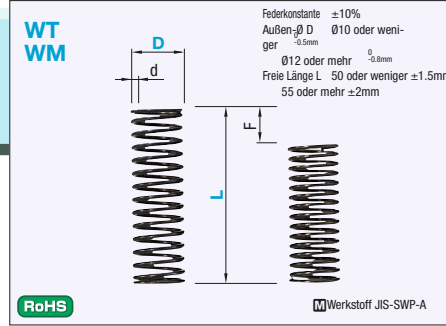 WT
WM
Federkonstante ±10%
Außen-Ø D Ø10 oder weni-
ger 0 -0.5mm
Ø12 oder mehr 0 -0.8mm
Freie Länge L 50 oder weniger ±1.5mm
55 oder mehr ±2mm
D
d
F
L
RoHS
M Werkstoff JIS-SWP-A